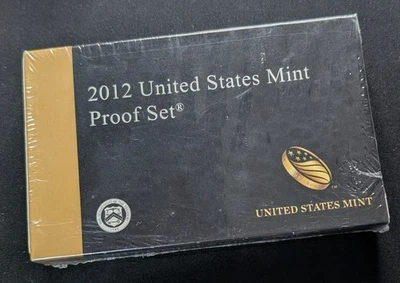 2012 United States Mint
Proof Set®
UNITED STATES MINT